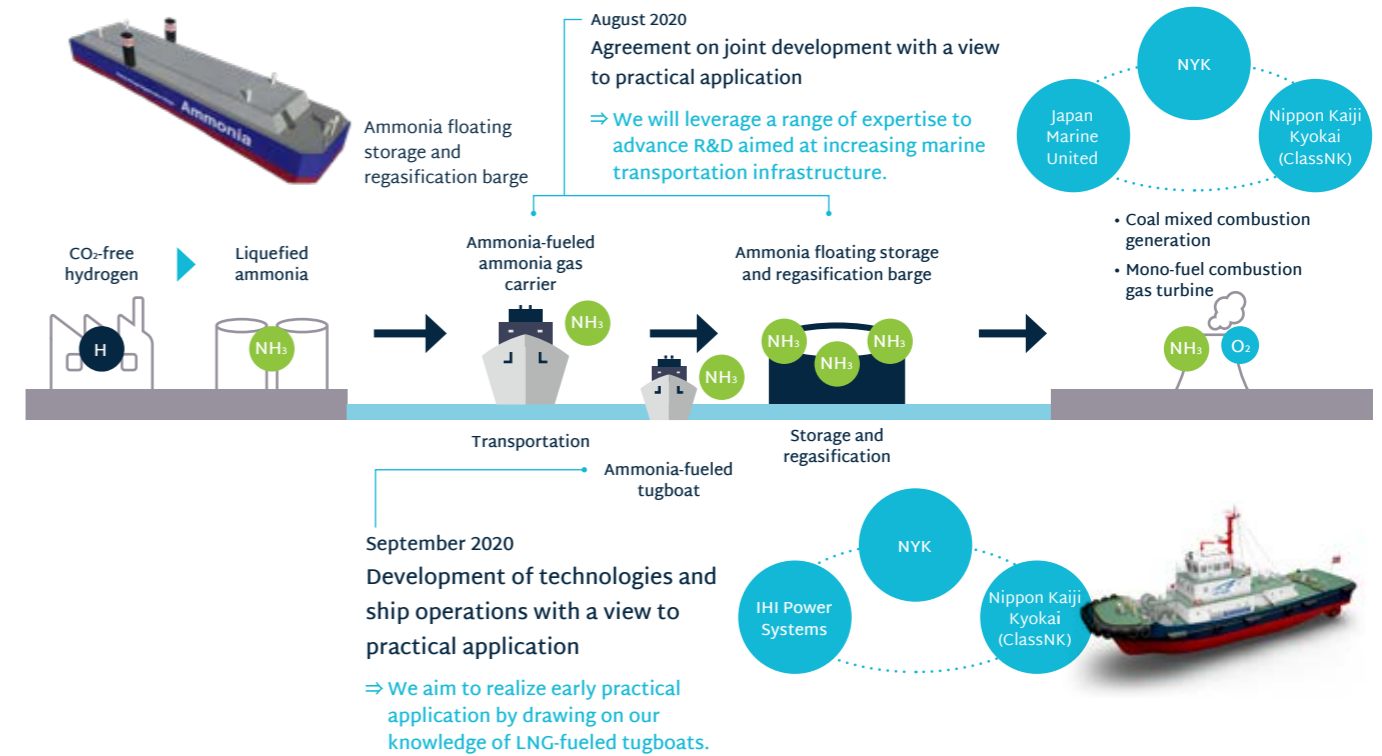 August 2020
Agreement on joint development with a view
to practical application
⇒ We will leverage a range of expertise to
advance R&D aimed at increasing marine
transportation infrastructure.
Ammonia
Ammonia floating
storage and
regasification barge
NYK
Japan
Marine
United
Nippon Kaiji
Kyokai
(ClassNK)
CO₂-free
hydrogen
Liquefied
ammonia
Ammonia-fueled
ammonia gas
carrier
Ammonia floating storage
and regasification barge
• Coal mixed combustion
generation
• Mono-fuel combustion
gas turbine
H
NH₃
NH₃
NH₃
NH₃
NH₃
NH₃
NH₃
O₂
Transportation
Ammonia-fueled
tugboat
Storage and
regasification
September 2020
Development of technologies and
ship operations with a view to
practical application
⇒ We aim to realize early practical
application by drawing on our
knowledge of LNG-fueled tugboats.
NYK
IHI Power
Systems
Nippon Kaiji
Kyokai
(ClassNK)